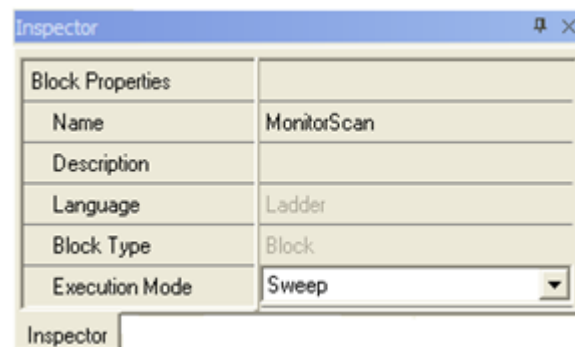 Inspector
Block Properties
Name MonitorScan
Description
Language Ladder
Block Type Block
Execution Mode Sweep
Inspector